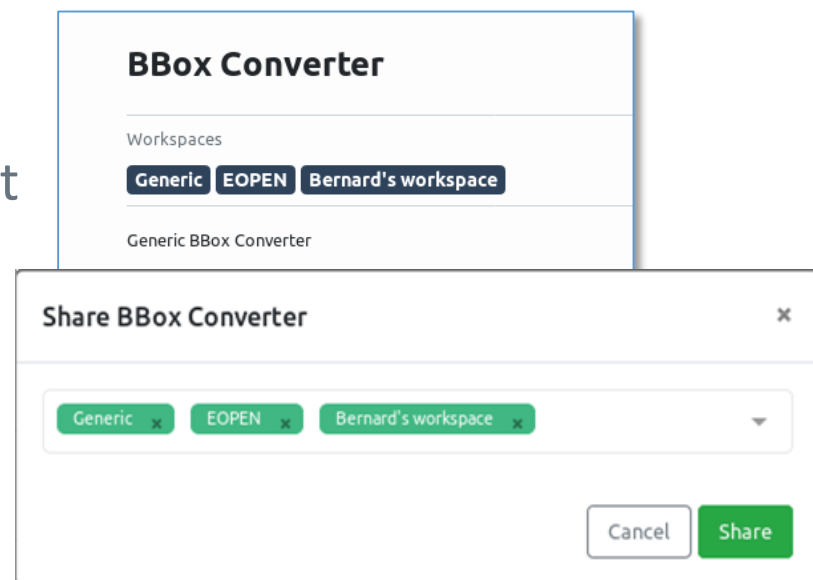 BBox Converter
Workspaces
Generic EOPEN Bernard's workspace
t
Generic BBox Converter
Share BBox Converter ×
Generic × EOPEN × Bernard's workspace ×
Cancel Share